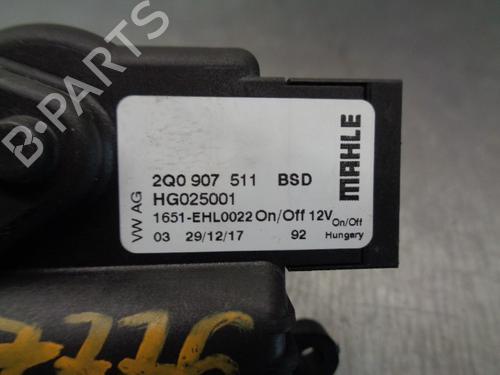 B-PARTS
VW AG
2Q0 907 511 BSD
HG025001
1651-EHL0022 On/Off 12V
03 29/12/17 92
MAHLE
On/Off
Hungary
7776